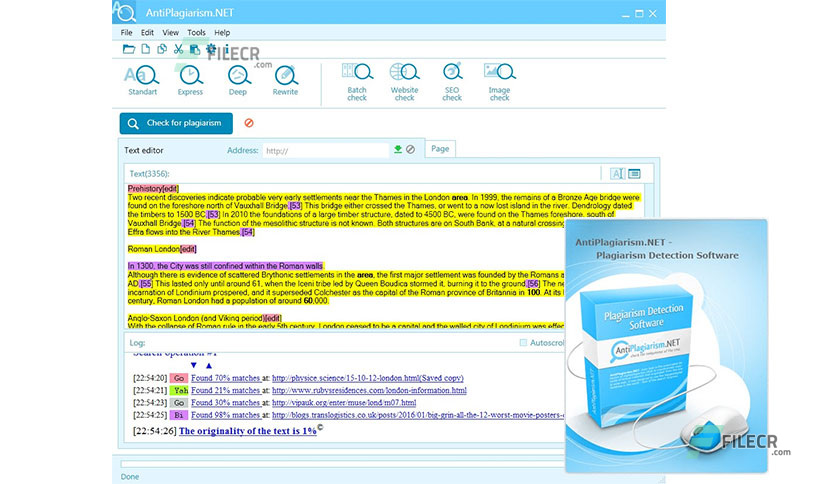 AntiPlagiarism.NET
File Edit View Tools Help
FILECR
.com
Standart Express Deep Rewrite Batch check Website check SEO check Image check
Check for plagiarism
Text editor Address: http:// Page
Text(3356):
Prehistory[edit]
Two recent discoveries indicate probable very early settlements near the Thames in the London area. In 1999, the remains of a Bronze Age bridge were
found on the foreshore north of Vauxhall Bridge.[53] This bridge either crossed the Thames, or went to a now lost island in the river. Dendrology dated
the timbers to 1500 BC.[53] In 2010 the foundations of a large timber structure, dated to 4500 BC, were found on the Thames foreshore, south of
Vauxhall Bridge.[54] The function of the mesolithic structure is not known. Both structures are on South Bank, at a natural crossing
Effra flows into the River Thames.[54]
Roman London[edit]
In 1300, the City was still confined within the Roman walls.
Although there is evidence of scattered Brythonic settlements in the area, the first major settlement was founded by the Romans
AD.[55] This lasted only until around 61, when the Iceni tribe led by Queen Boudica stormed it, burning it to the ground.[56] The
incarnation of Londinium prospered, and it superseded Colchester as the capital of the Roman province of Britannia in 100. At its
century, Roman London had a population of around 60,000.
Anglo-Saxon London (and Viking period)[edit]
With the collapse of Roman rule in the early 5th century, London ceased to be a capital and the walled city of Londinium was
Log: Autoscrol
Search operation #1
[22:54:20] Go Found 70% matches at: http://physice.science/15-10-12-london.html(Saved copy)
[22:54:21] Yah Found 21% matches at: http://www.rubysresidences.com/london-information.html
[22:54:23] Go Found 30% matches at: http://vipauk.org/enter/muse/lond/m07.html
[22:54:25] Bi Found 98% matches at: http://blogs.translogistics.co.uk/posts/2016/01/big-grin-all-the-12-worst-movie-posters-
[22:54:26] The originality of the text is 1%©
Done
AntiPlagiarism.NET -
Plagiarism Detection Software
Plagiarism Detection
Software
AntiPlagiarism.NET
AntiPlagiarism.NET
FILECR
.com